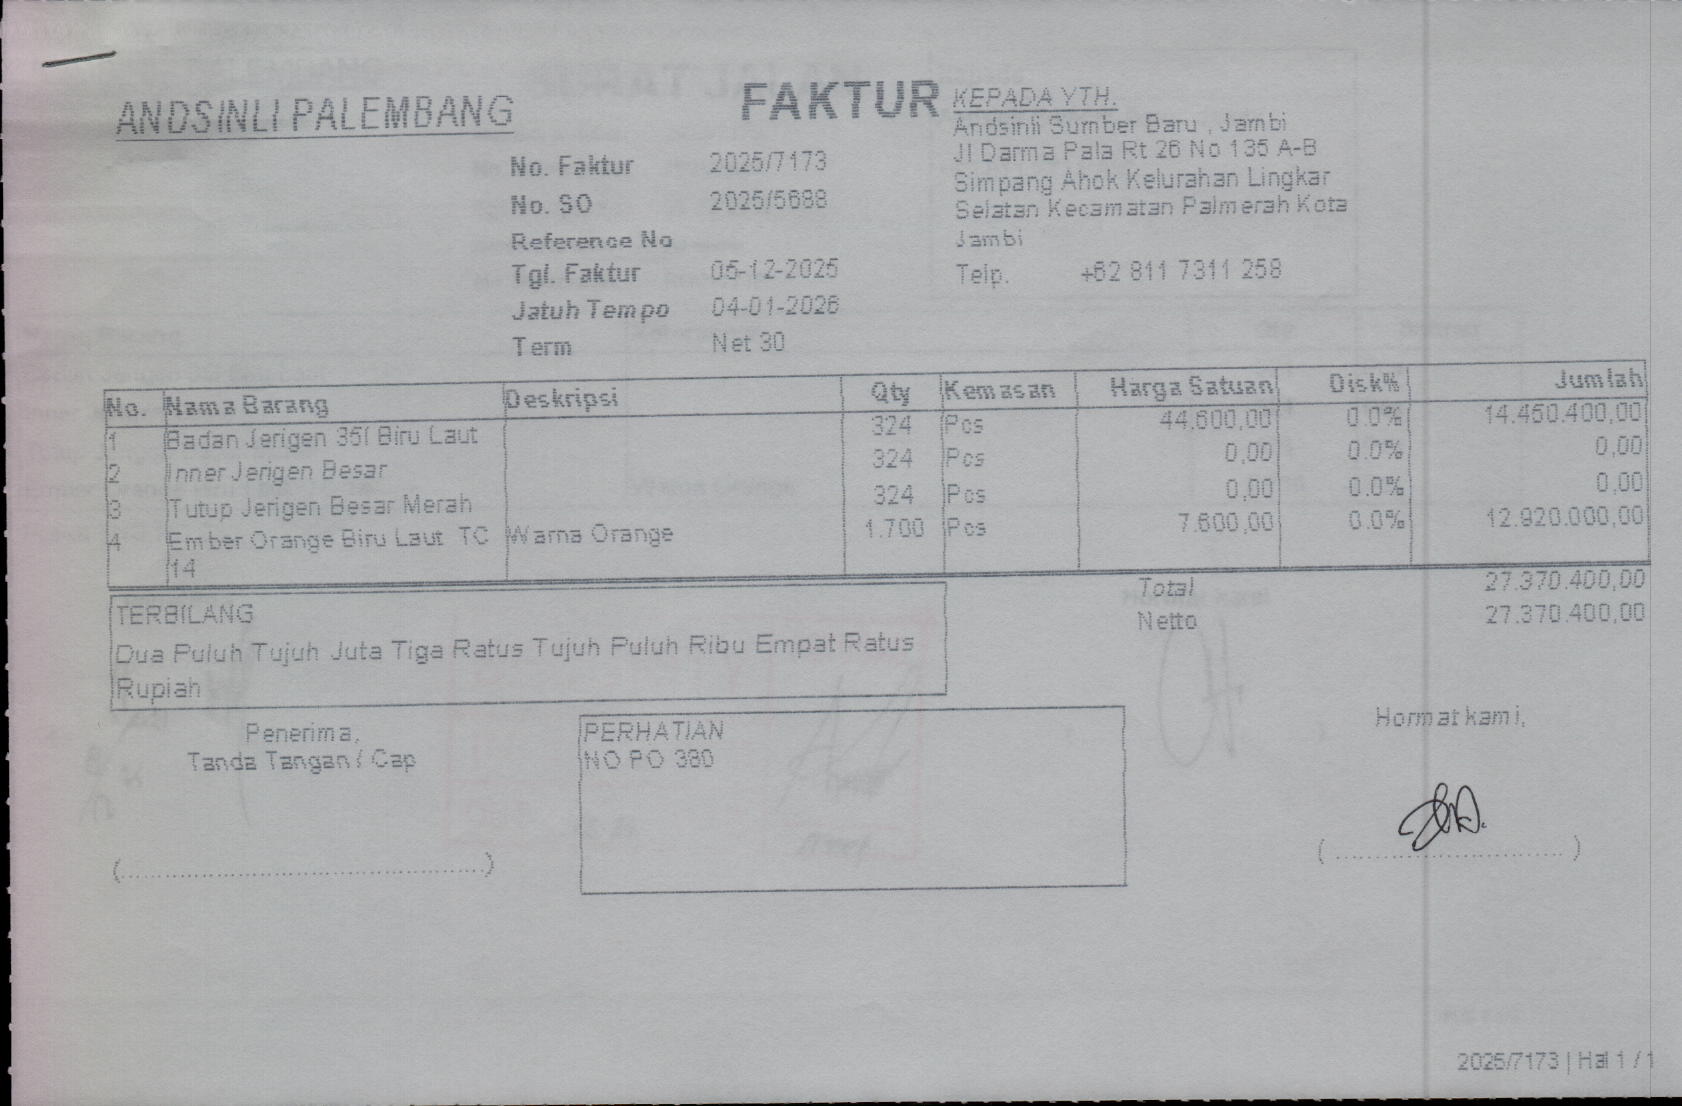 ANDSINLI PALEMBANG
FAKTUR
No. Faktur 2025/7173
No. SO 2025/5688
Reference No
Tgl. Faktur 05-12-2025
Jatuh Tempo 04-01-2026
Term Net 30
KEPADA YTH.
Andsinli Sumber Baru , Jambi
Jl Darma Pala Rt 26 No 135 A-B
Simpang Ahok Kelurahan Lingkar
Selatan Kecamatan Palmerah Kota
Jambi
Telp. +62 811 7311 258
No. Nama Barang Deskripsi Qty Kemasan Harga Satuan Disk% Jumlah
1 Badan Jerigen 35l Biru Laut 324 Pcs 44.600,00 0.0% 14.450.400,00
2 Inner Jerigen Besar 324 Pcs 0,00 0.0% 0,00
3 Tutup Jerigen Besar Merah 324 Pcs 0,00 0.0% 0,00
4 Ember Orange Biru Laut TC Warna Orange 1.700 Pcs 7.600,00 0.0% 12.920.000,00
14
Total 27.370.400,00
Netto 27.370.400,00
TERBILANG
Dua Puluh Tujuh Juta Tiga Ratus Tujuh Puluh Ribu Empat Ratus
Rupiah
Penerima,
Tanda Tangan / Cap
(..................................................)
PERHATIAN
NO PO 380
Hormat kami,
( ............................... )
2025/7173 | Hal 1 / 1